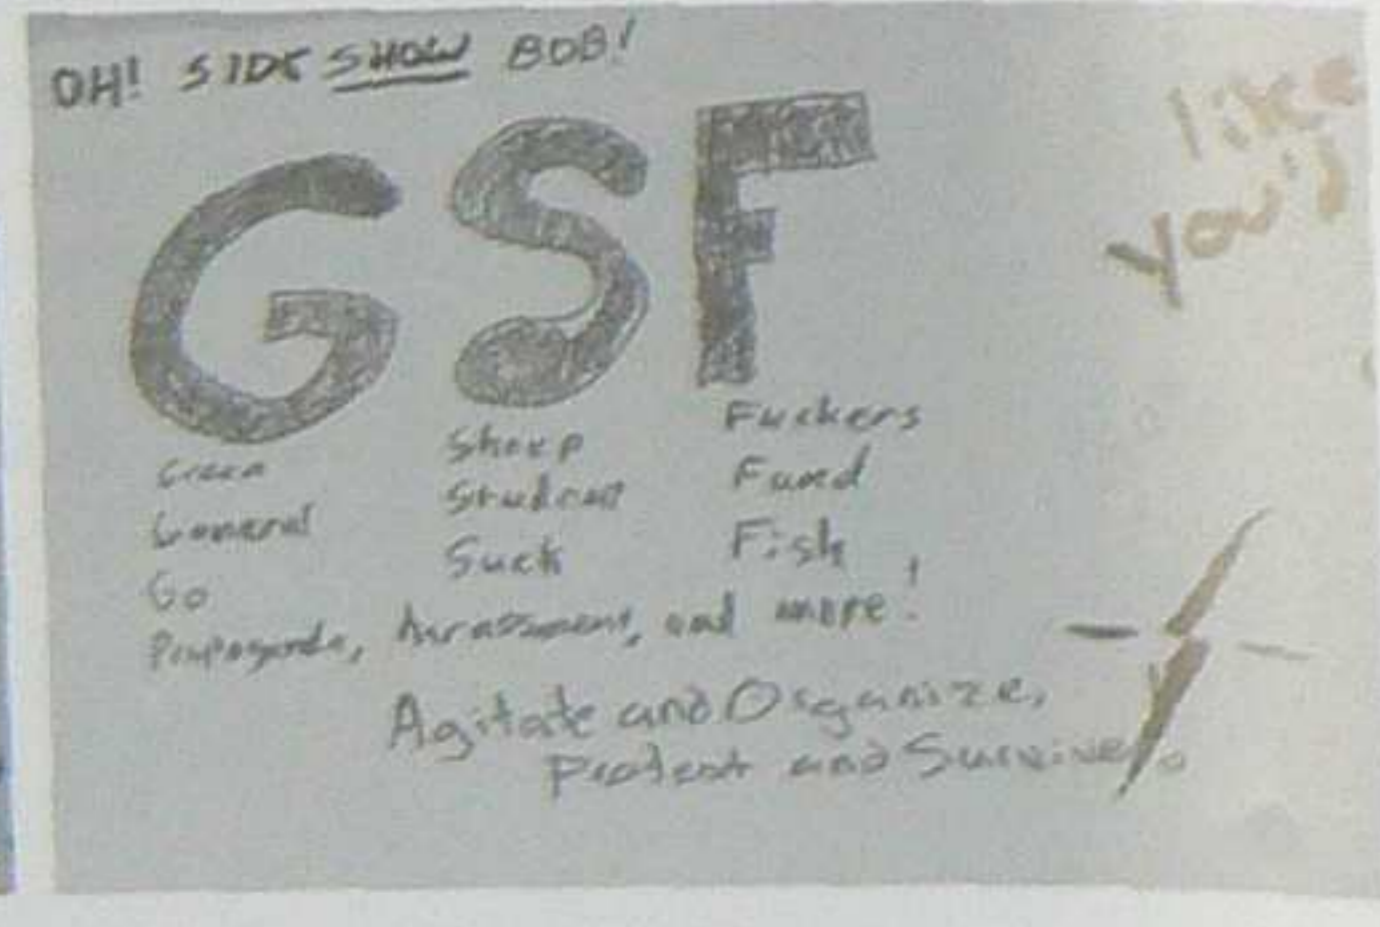 OH! SIDE SHOW BOB!
like
you'd
GSF
Green Sheep Fuckers
General Student Fund
Go Suck Fish
Propaganda, Harassment, and more!
Agitate and Organize,
Protest and Survive.